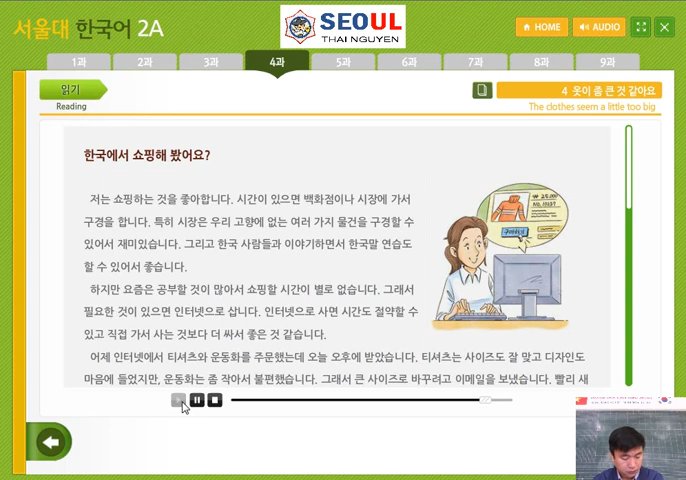 서울대 한국어 2A
SEOUL
THAI NGUYEN
HOME
AUDIO
1과 2과 3과 4과 5과 6과 7과 8과 9과
읽기
Reading
4 옷이 좀 큰 것 같아요
The clothes seem a little too big
한국에서 쇼핑해 봤어요?
저는 쇼핑하는 것을 좋아합니다. 시간이 있으면 백화점이나 시장에 가서
구경을 합니다. 특히 시장은 우리 고향에 없는 여러 가지 물건을 구경할 수
있어서 재미있습니다. 그리고 한국 사람들과 이야기하면서 한국말 연습도
할 수 있어서 좋습니다.
하지만 요즘은 공부할 것이 많아서 쇼핑할 시간이 별로 없습니다. 그래서
필요한 것이 있으면 인터넷으로 삽니다. 인터넷으로 사면 시간도 절약할 수
있고 직접 가서 사는 것보다 더 싸서 좋은 것 같습니다.
어제 인터넷에서 티셔츠와 운동화를 주문했는데 오늘 오후에 받았습니다. 티셔츠는 사이즈도 잘 맞고 디자인도
마음에 들었지만, 운동화는 좀 작아서 불편했습니다. 그래서 큰 사이즈로 바꾸려고 이메일을 보냈습니다. 빨리 새
구매하기